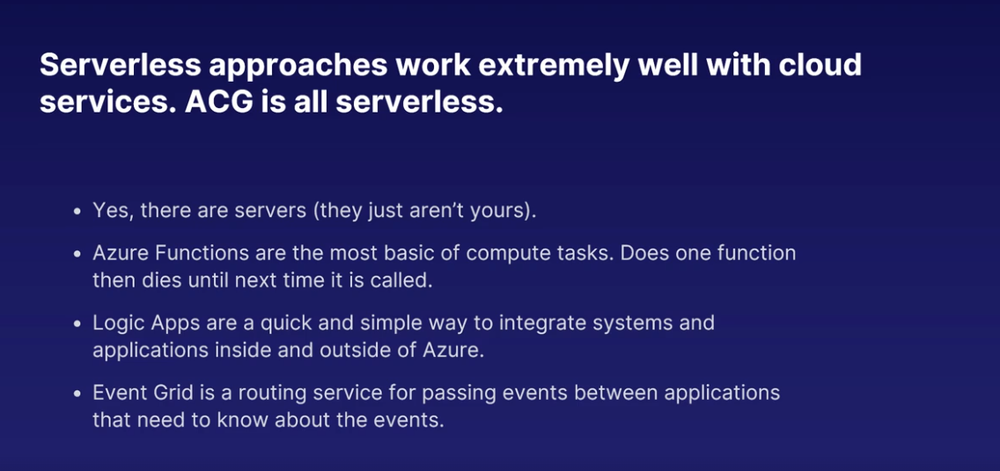 Serverless approaches work extremely well with cloud
services. ACG is all serverless.
• Yes, there are servers (they just aren’t yours).
• Azure Functions are the most basic of compute tasks. Does one function
then dies until next time it is called.
• Logic Apps are a quick and simple way to integrate systems and
applications inside and outside of Azure.
• Event Grid is a routing service for passing events between applications
that need to know about the events.